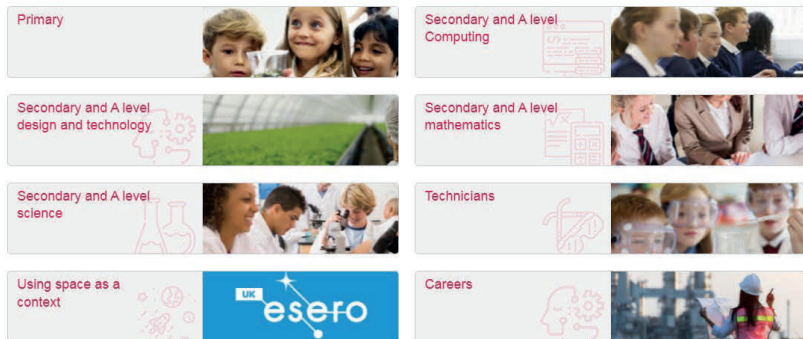 Primary
Secondary and A level
Computing
Secondary and A level
design and technology
Secondary and A level
mathematics
Secondary and A level
science
Technicians
Using space as a
context
UK
esero
Careers